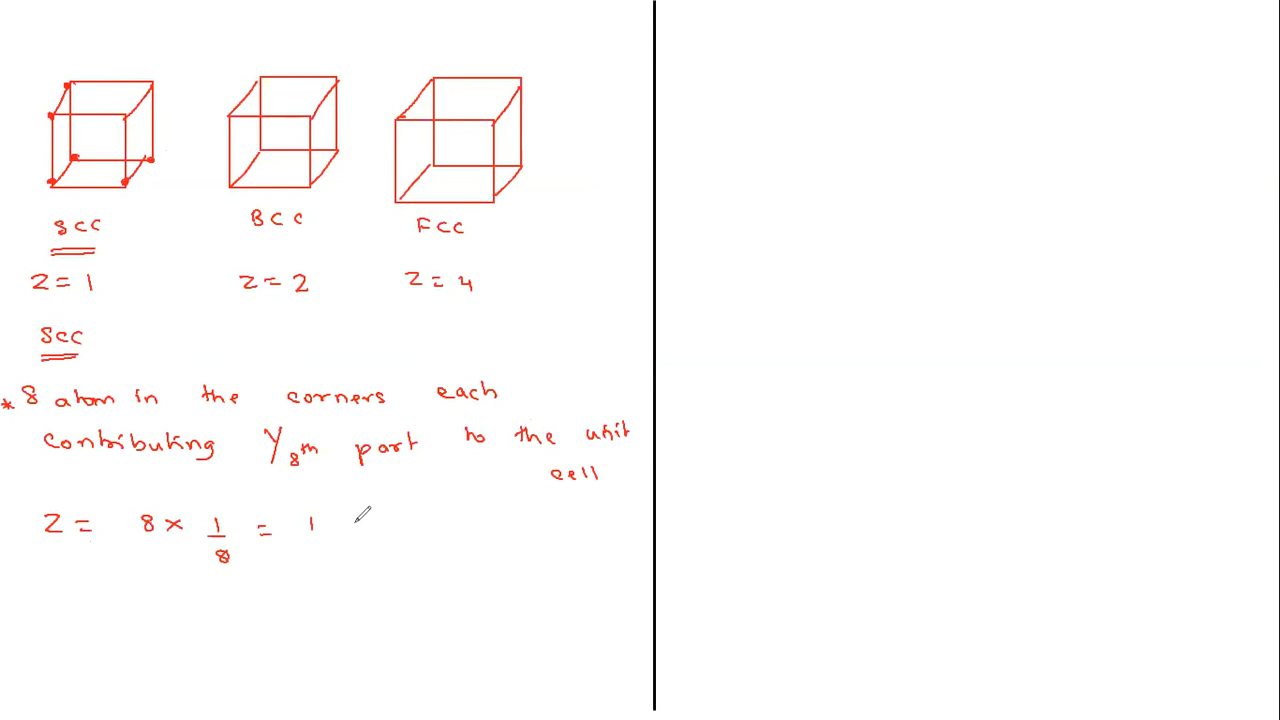 SCC BCC FCC
Z = 1 Z = 2 Z = 4
SCC
* 8 atom in the corners each
contributing 1/8th part to the unit
cell
Z = 8 × 1/8 = 1